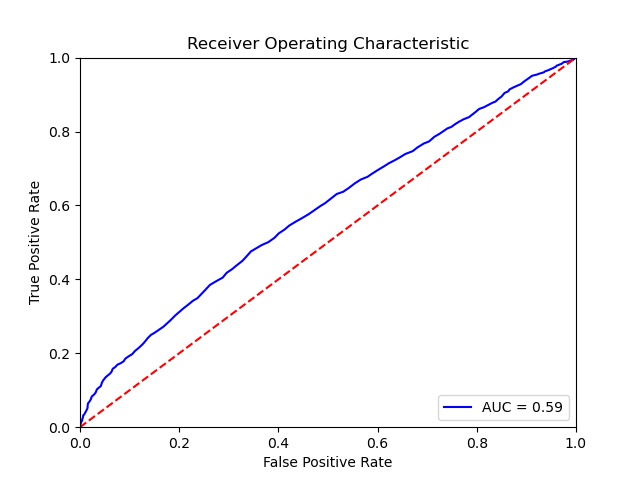 Receiver Operating Characteristic
1.0
0.8
0.6
0.4
0.2
0.0
True Positive Rate
AUC = 0.59
0.0 0.2 0.4 0.6 0.8 1.0
False Positive Rate